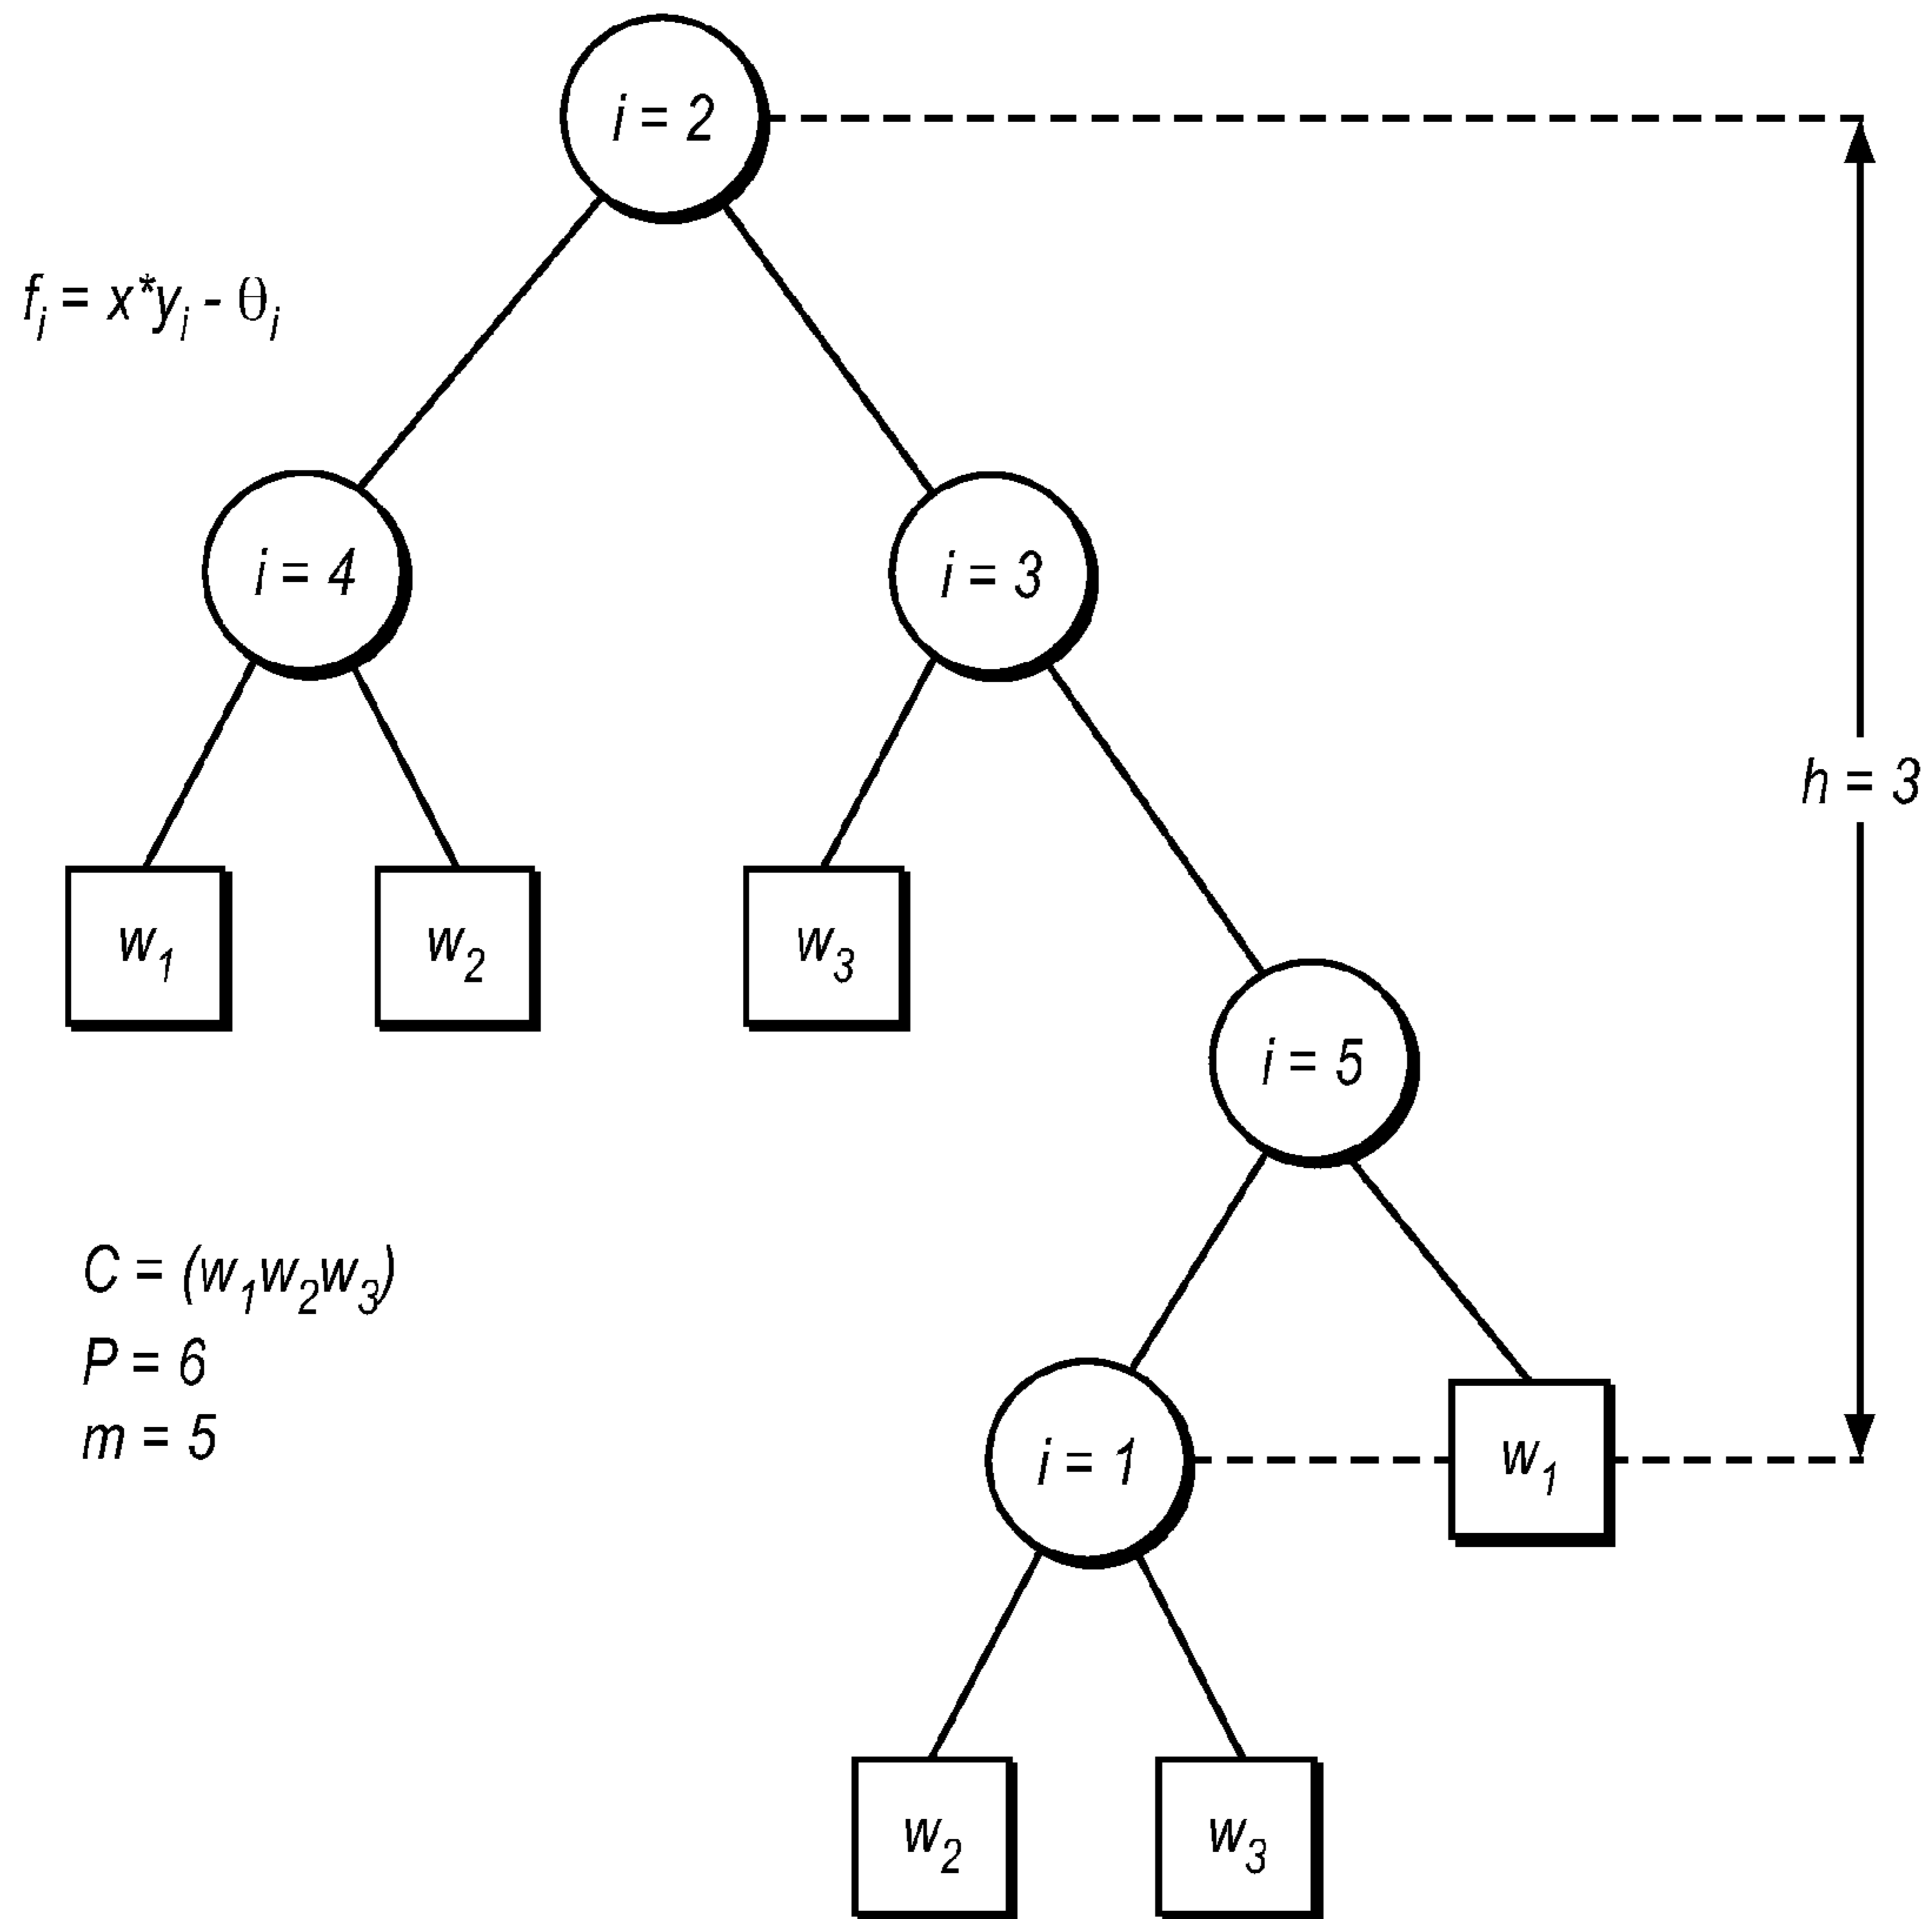 i = 2
f_i = x*y_i - θ_i
i = 4
i = 3
h = 3
w_1
w_2
w_3
i = 5
C = (w_1w_2w_3)
P = 6
m = 5
i = 1
w_1
w_2
w_3